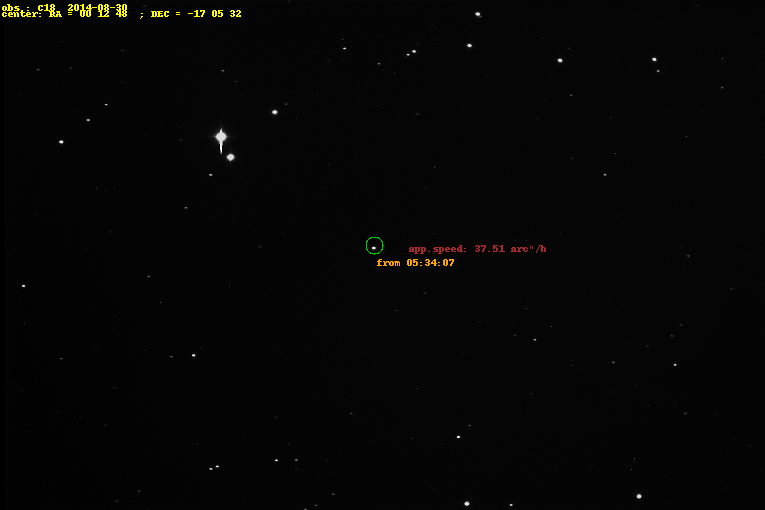 obs.: C18  2014-08-30
center: RA = 00 12 48  ; DEC = -17 05 32
app.speed: 37.51 arc"/h
from 05:34:07